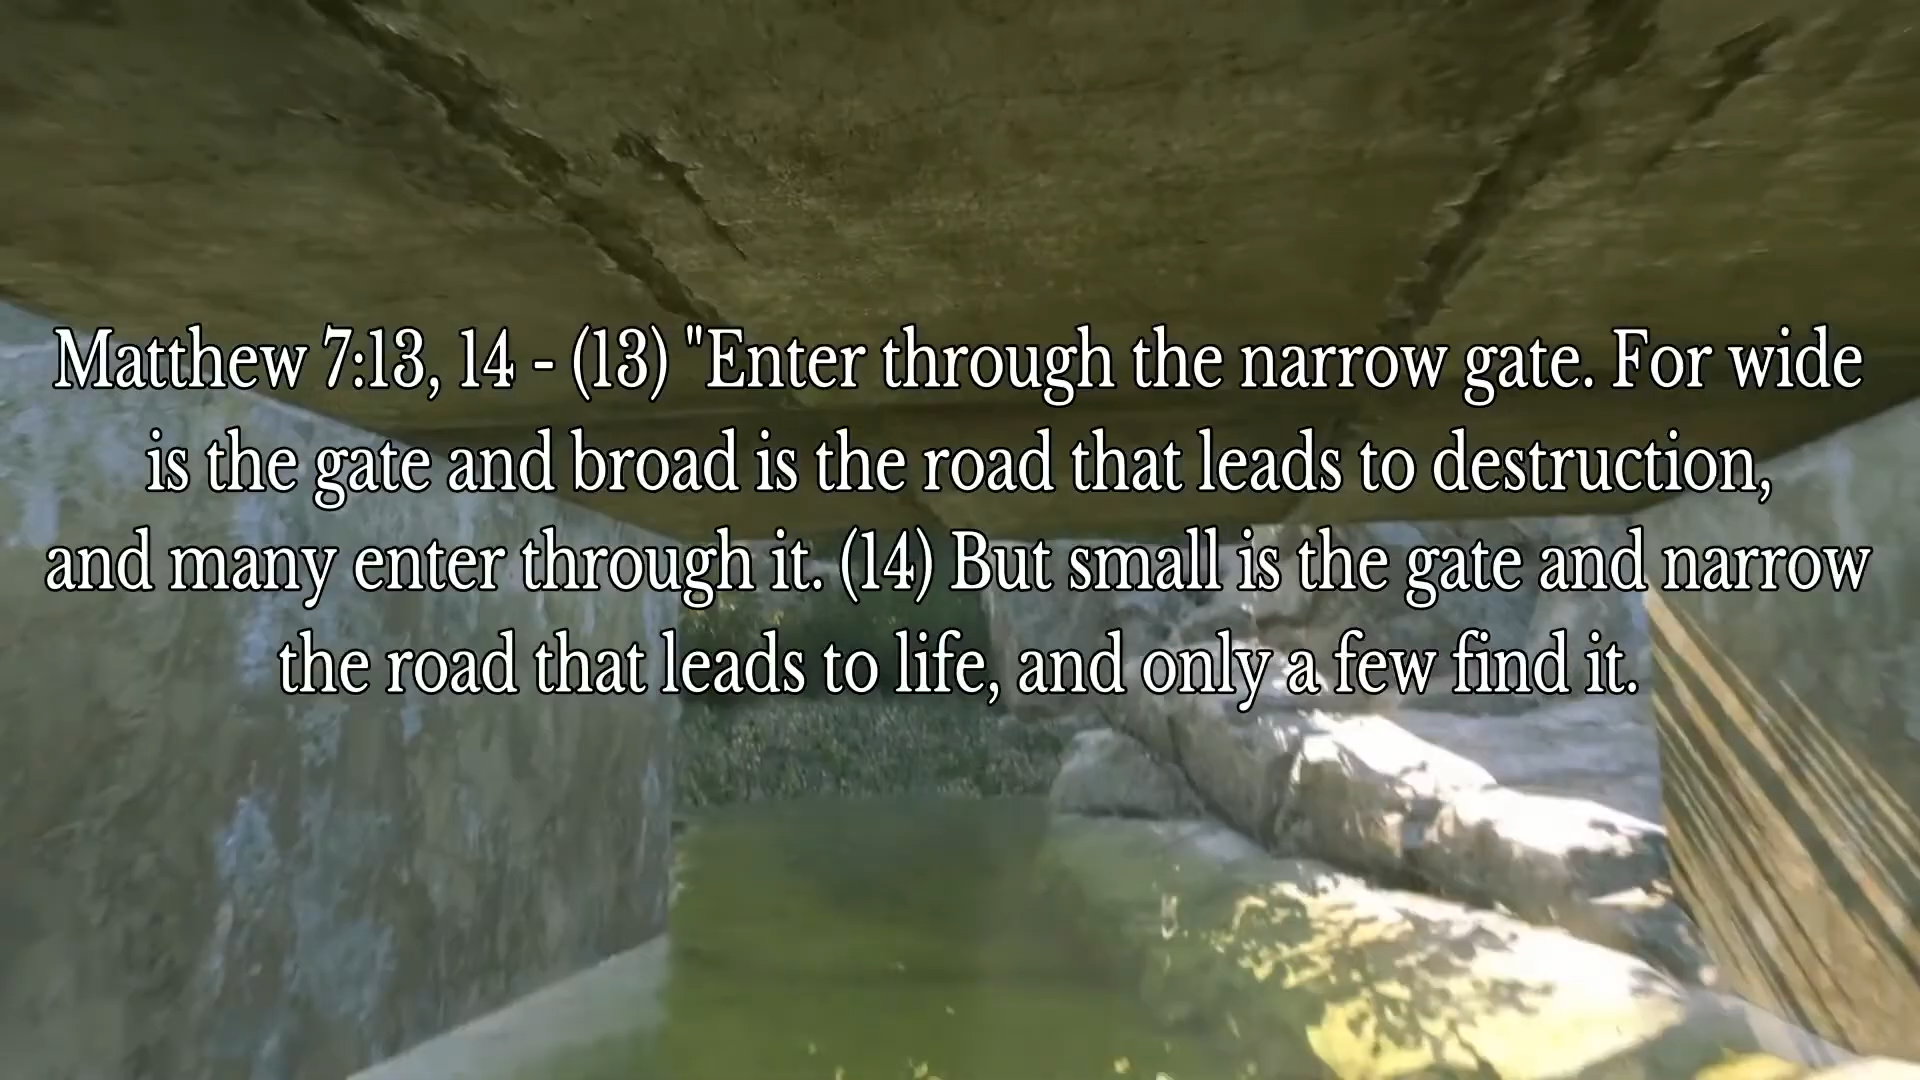 Matthew 7:13, 14 - (13) "Enter through the narrow gate. For wide
is the gate and broad is the road that leads to destruction,
and many enter through it. (14) But small is the gate and narrow
the road that leads to life, and only a few find it.